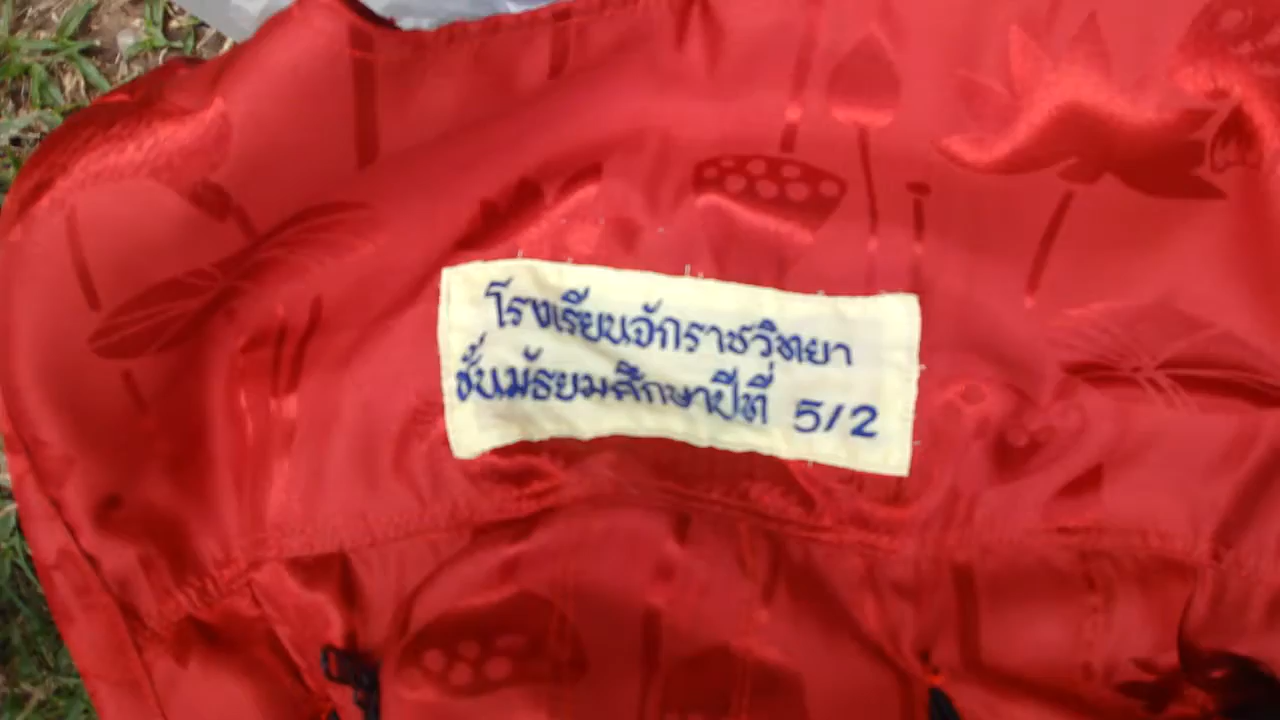 โรงเรียนจักราชวิทยา
ชั้นมัธยมศึกษาปีที่ 5/2